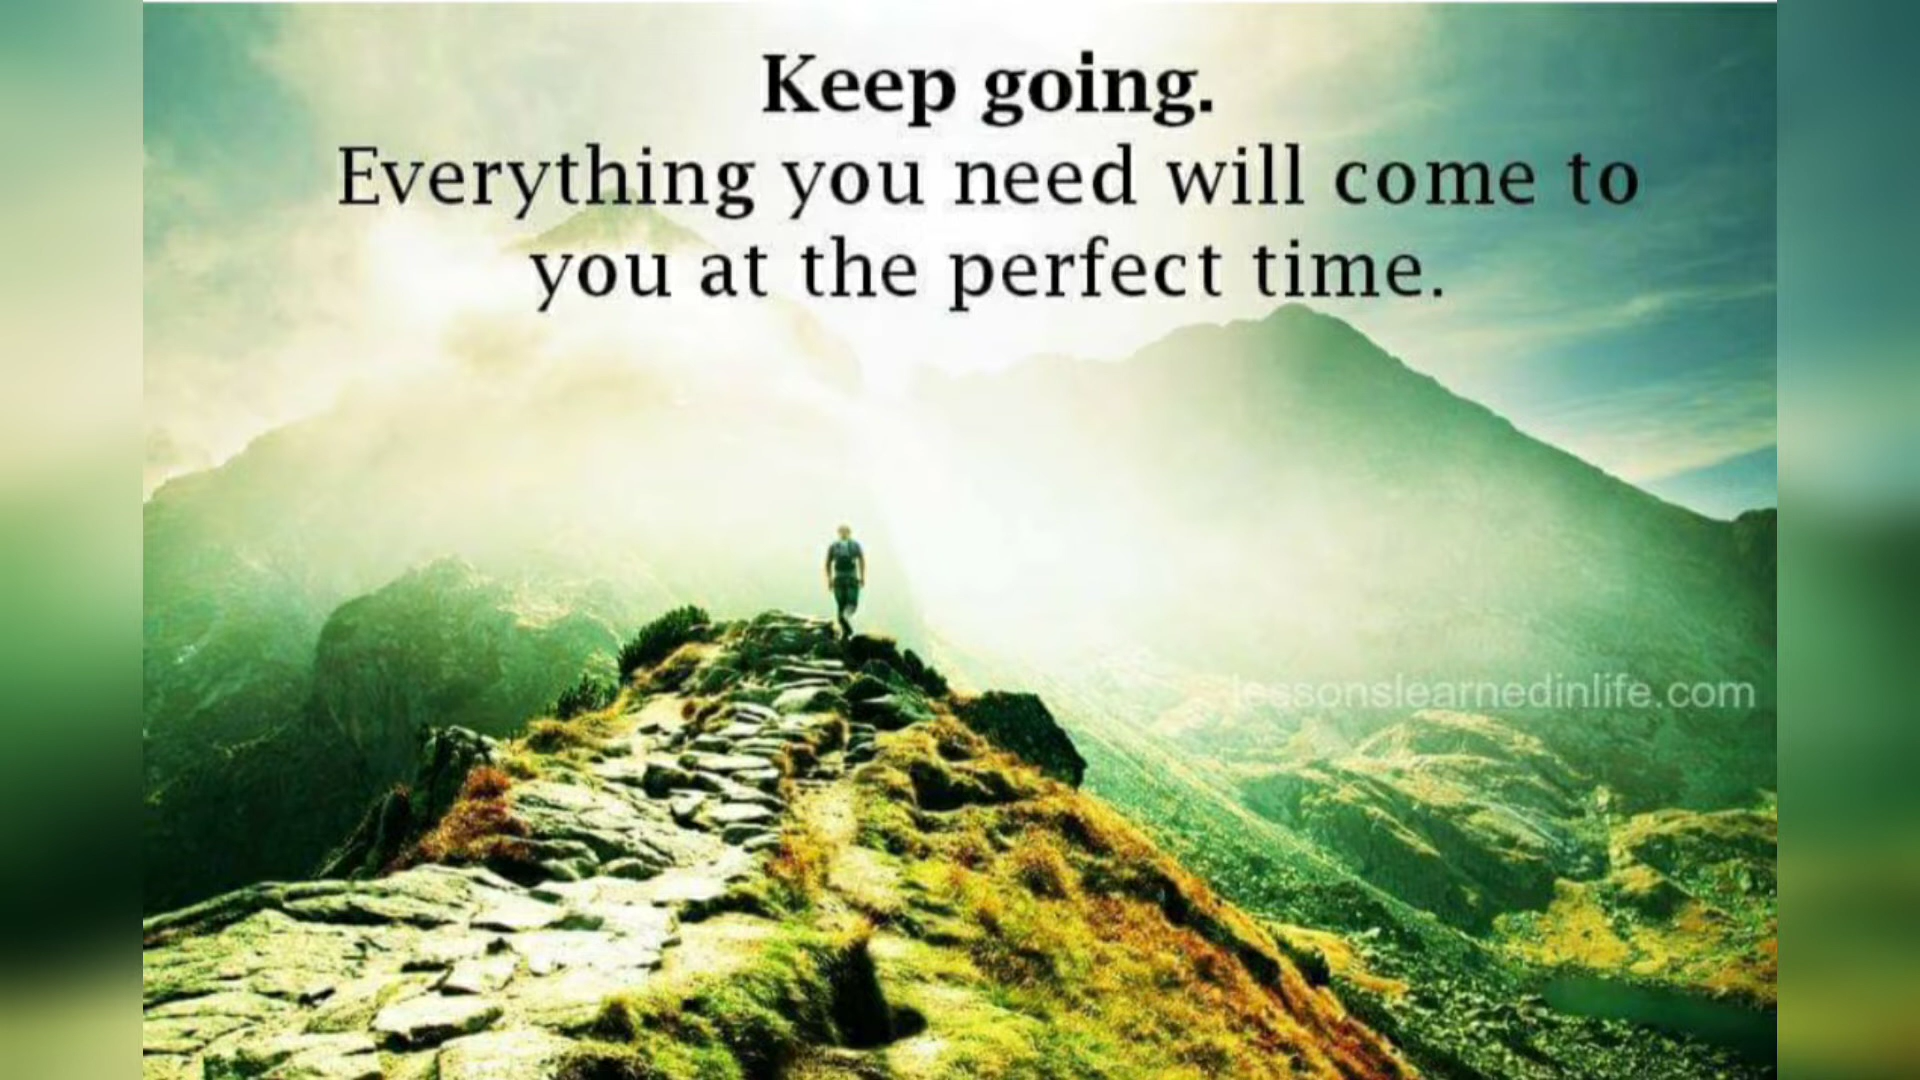 Keep going.
Everything you need will come to
you at the perfect time.
lessonslearnedinlife.com